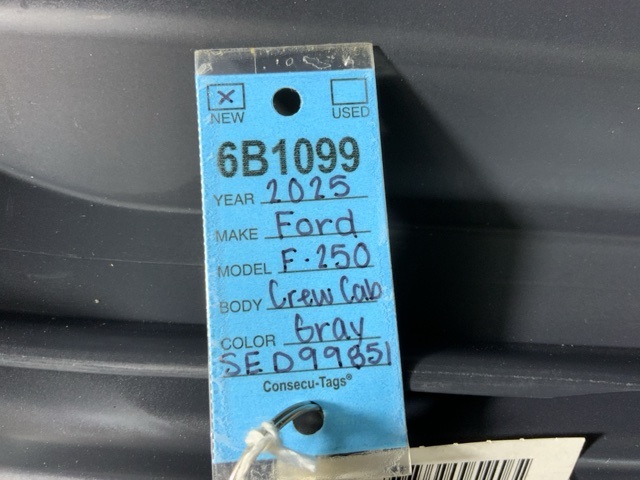 NEW USED
6B1099
YEAR 2025
MAKE Ford
MODEL F-250
BODY Crew Cab
COLOR Gray
SED99851
Consecu-Tags®